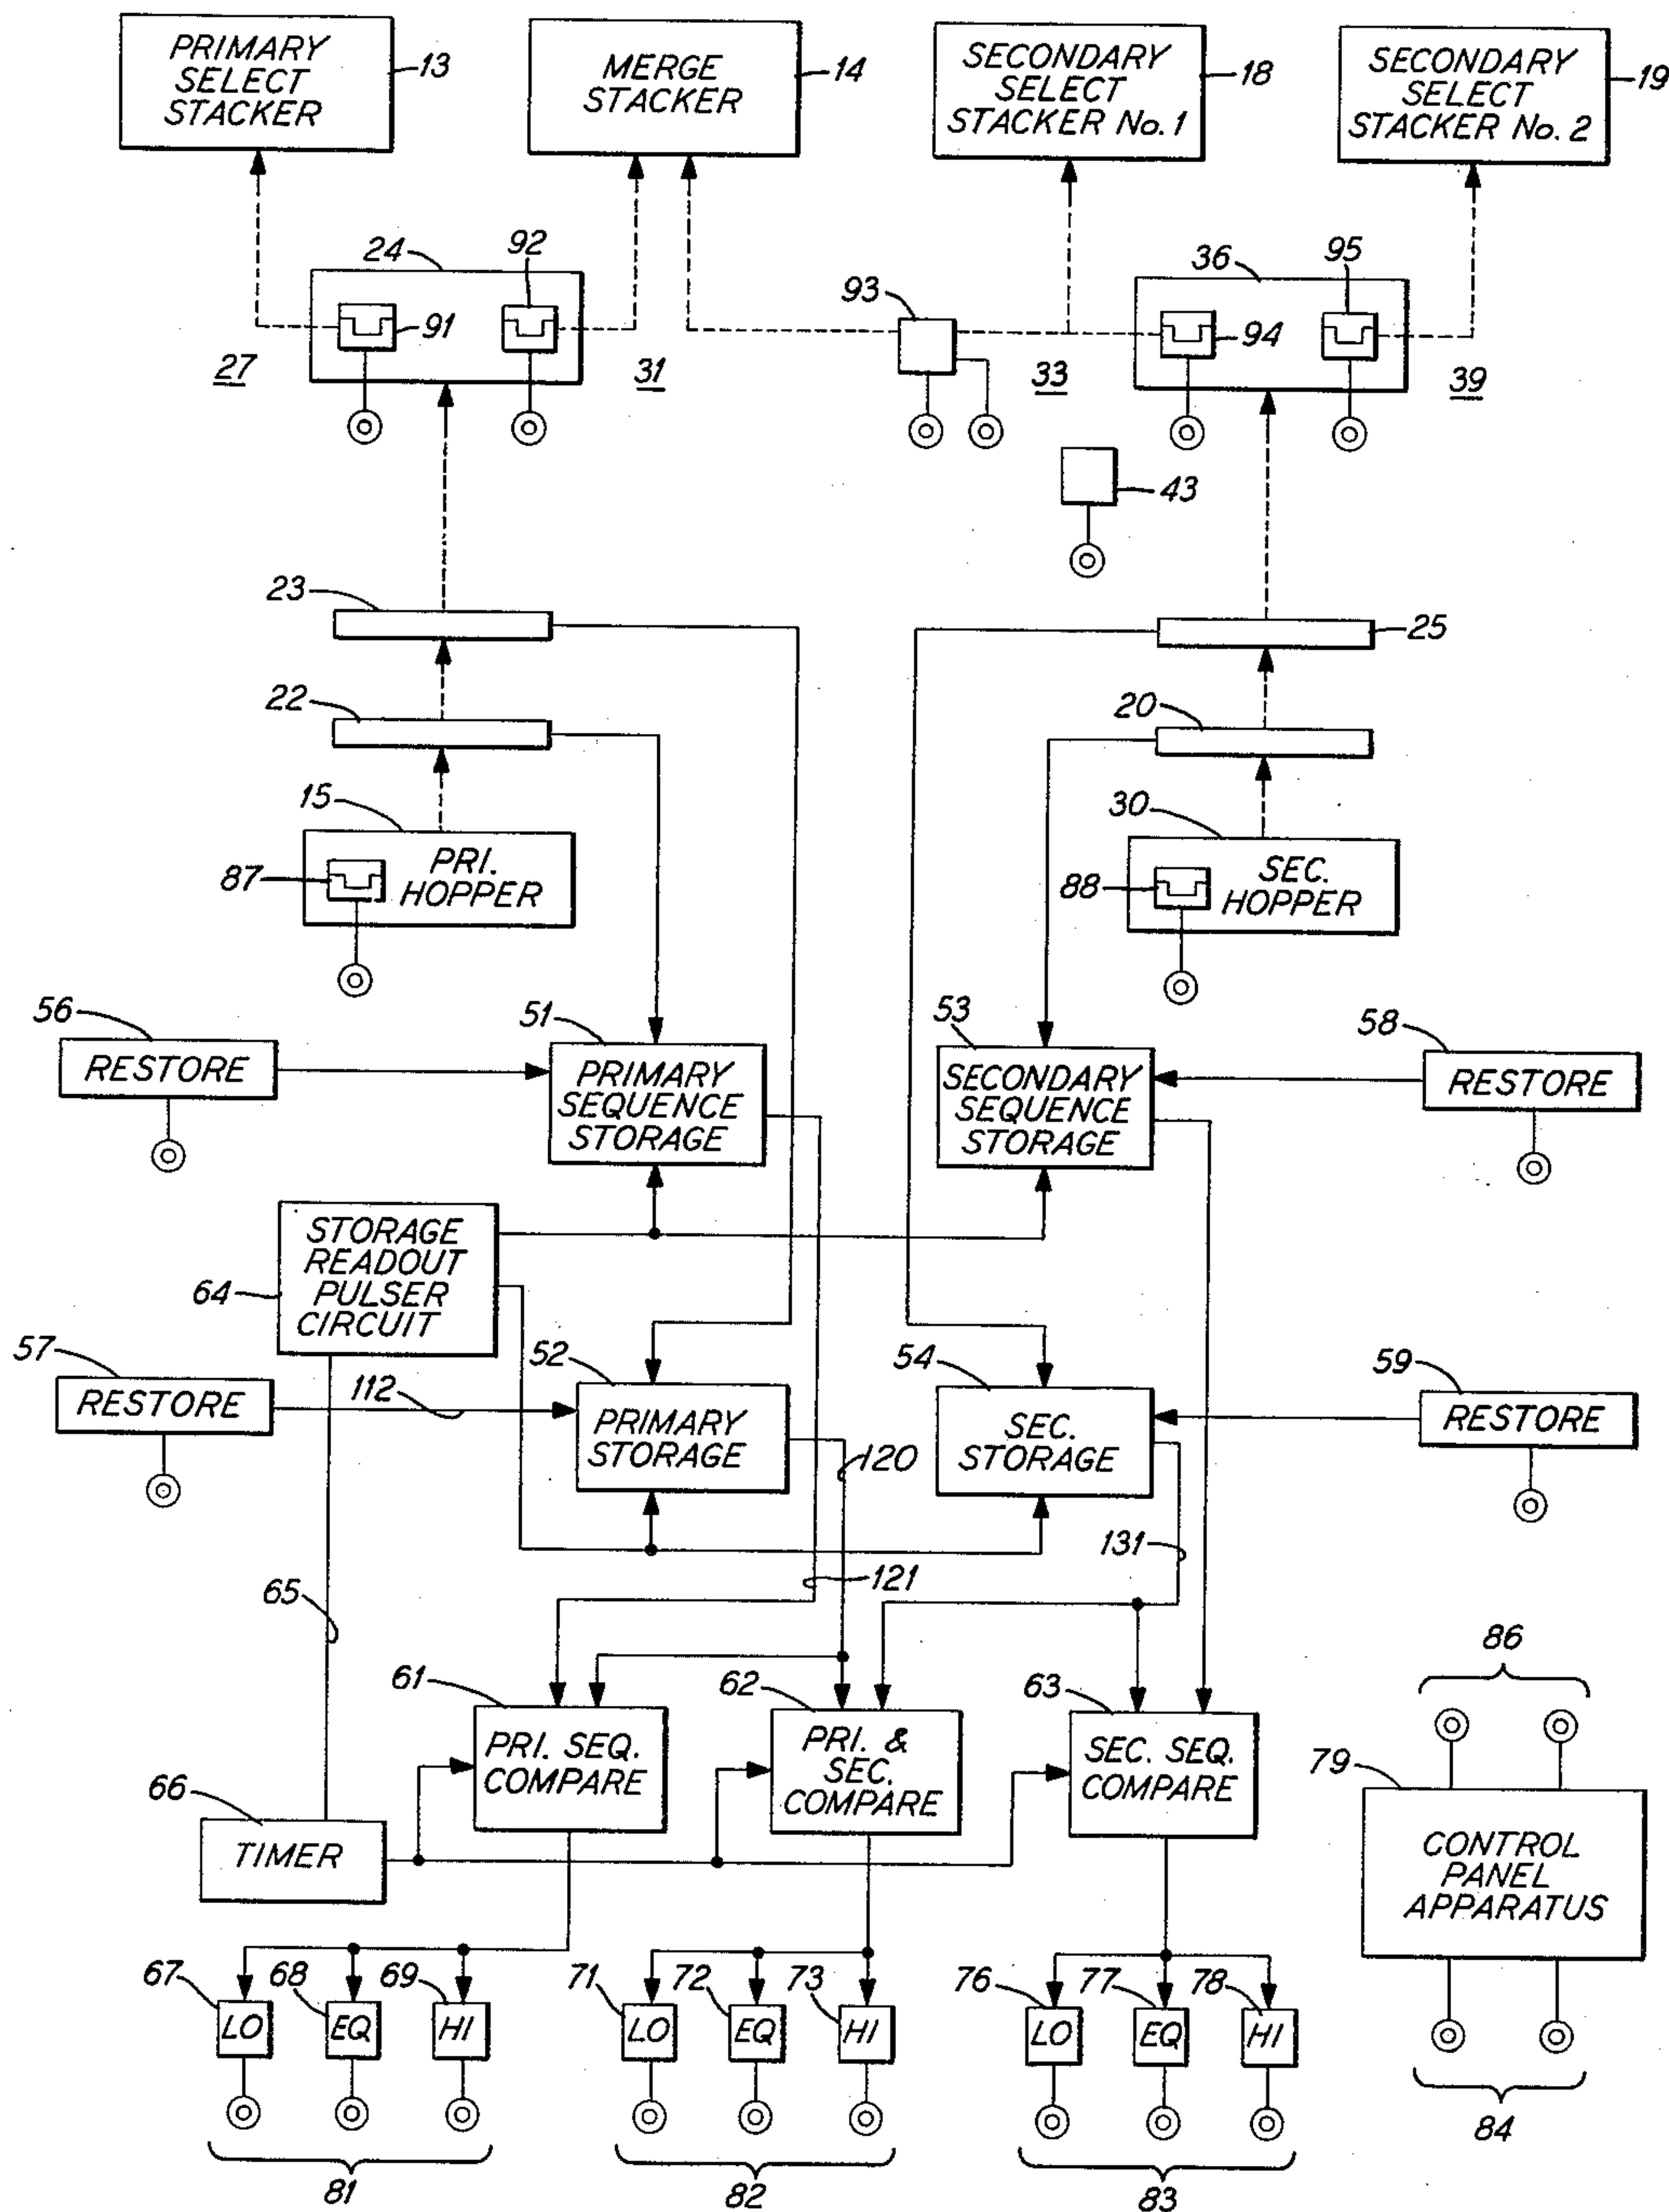 PRIMARY
SELECT
STACKER
13
MERGE
STACKER
14
SECONDARY
SELECT
STACKER No. 1
18
SECONDARY
SELECT
STACKER No. 2
19
24
92
91
27
31
93
36
95
94
33
39
43
23
25
22
20
15
PRI.
HOPPER
87
30
SEC.
HOPPER
88
56
RESTORE
51
PRIMARY
SEQUENCE
STORAGE
53
SECONDARY
SEQUENCE
STORAGE
58
RESTORE
STORAGE
READOUT
PULSER
CIRCUIT
64
57
RESTORE
112
52
PRIMARY
STORAGE
120
54
SEC.
STORAGE
59
RESTORE
131
121
65
61
PRI. SEQ.
COMPARE
62
PRI. &
SEC.
COMPARE
63
SEC. SEQ.
COMPARE
86
79
CONTROL
PANEL
APPARATUS
84
66
TIMER
67
LO
68
EQ
69
HI
71
LO
72
EQ
73
HI
76
LO
77
EQ
78
HI
81
82
83